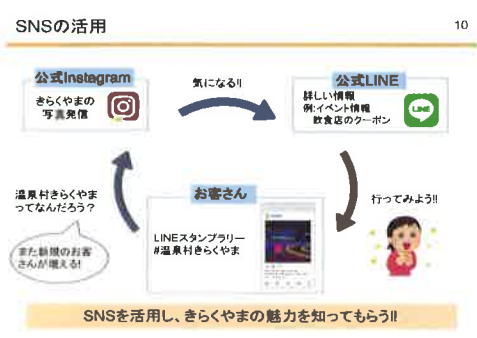 SNSの活用
10
公式Instagram
きらくやまの
写真発信
気になる!!
公式LINE
詳しい情報
例:イベント情報
飲食店のクーポン
LINE
温泉村きらくやま
ってなんだろう?
また新規のお客
さんが増える!
お客さん
LINEスタンプラリー
#温泉村きらくやま
行ってみよう!!
SNSを活用し、きらくやまの魅力を知ってもらう!!